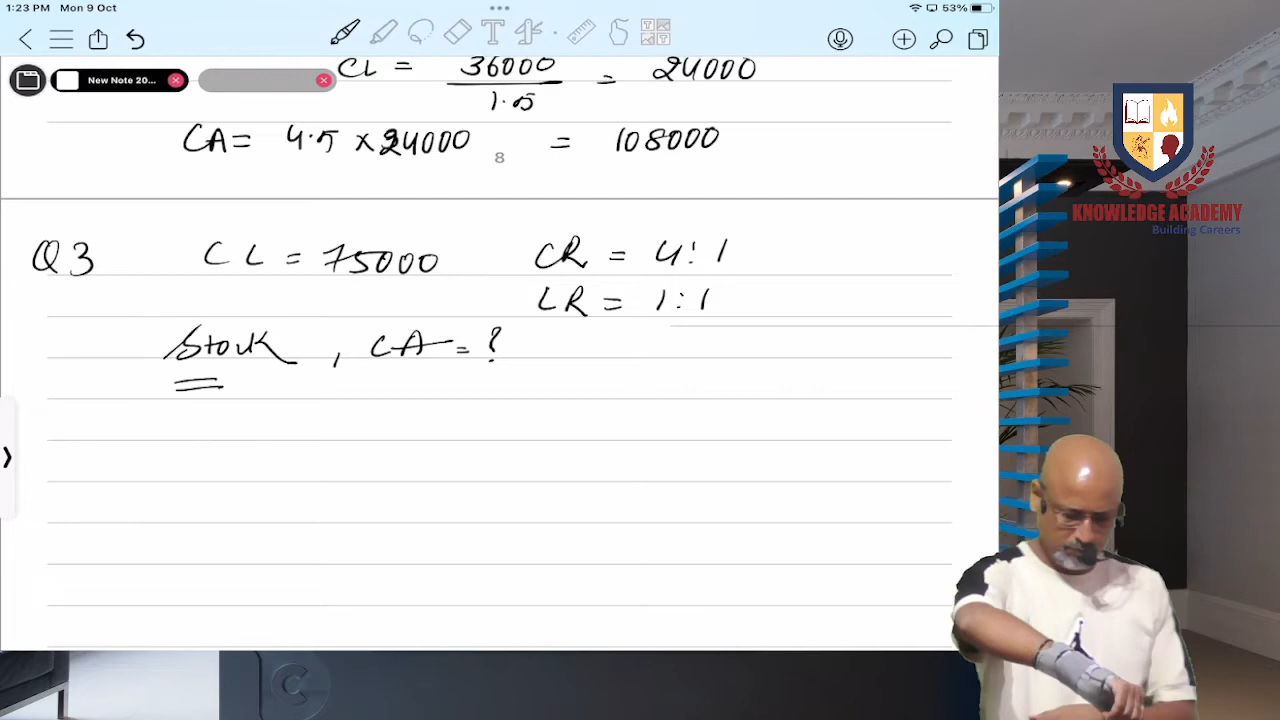 1:23 PM Mon 9 Oct
53%
New Note 20...
CL = 36000 / 1.5 = 24000
CA = 4.5 × 24000 = 108000
8
KNOWLEDGE ACADEMY
Building Careers
Q3 CL = 75000 CR = 4:1
LR = 1:1
Stock, CA = ?